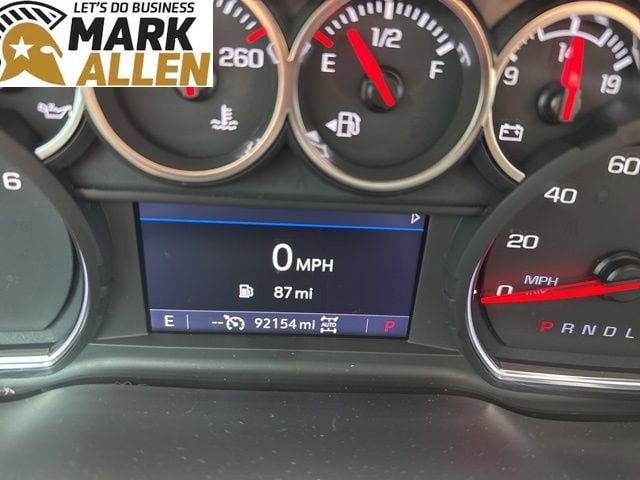 LET'S DO BUSINESS
MARK
ALLEN
260
E 1/2 F
9 14 19
6
0 MPH
87 mi
E -- 92154 mi AUTO P
0 20 40 60
MPH
P R N D L